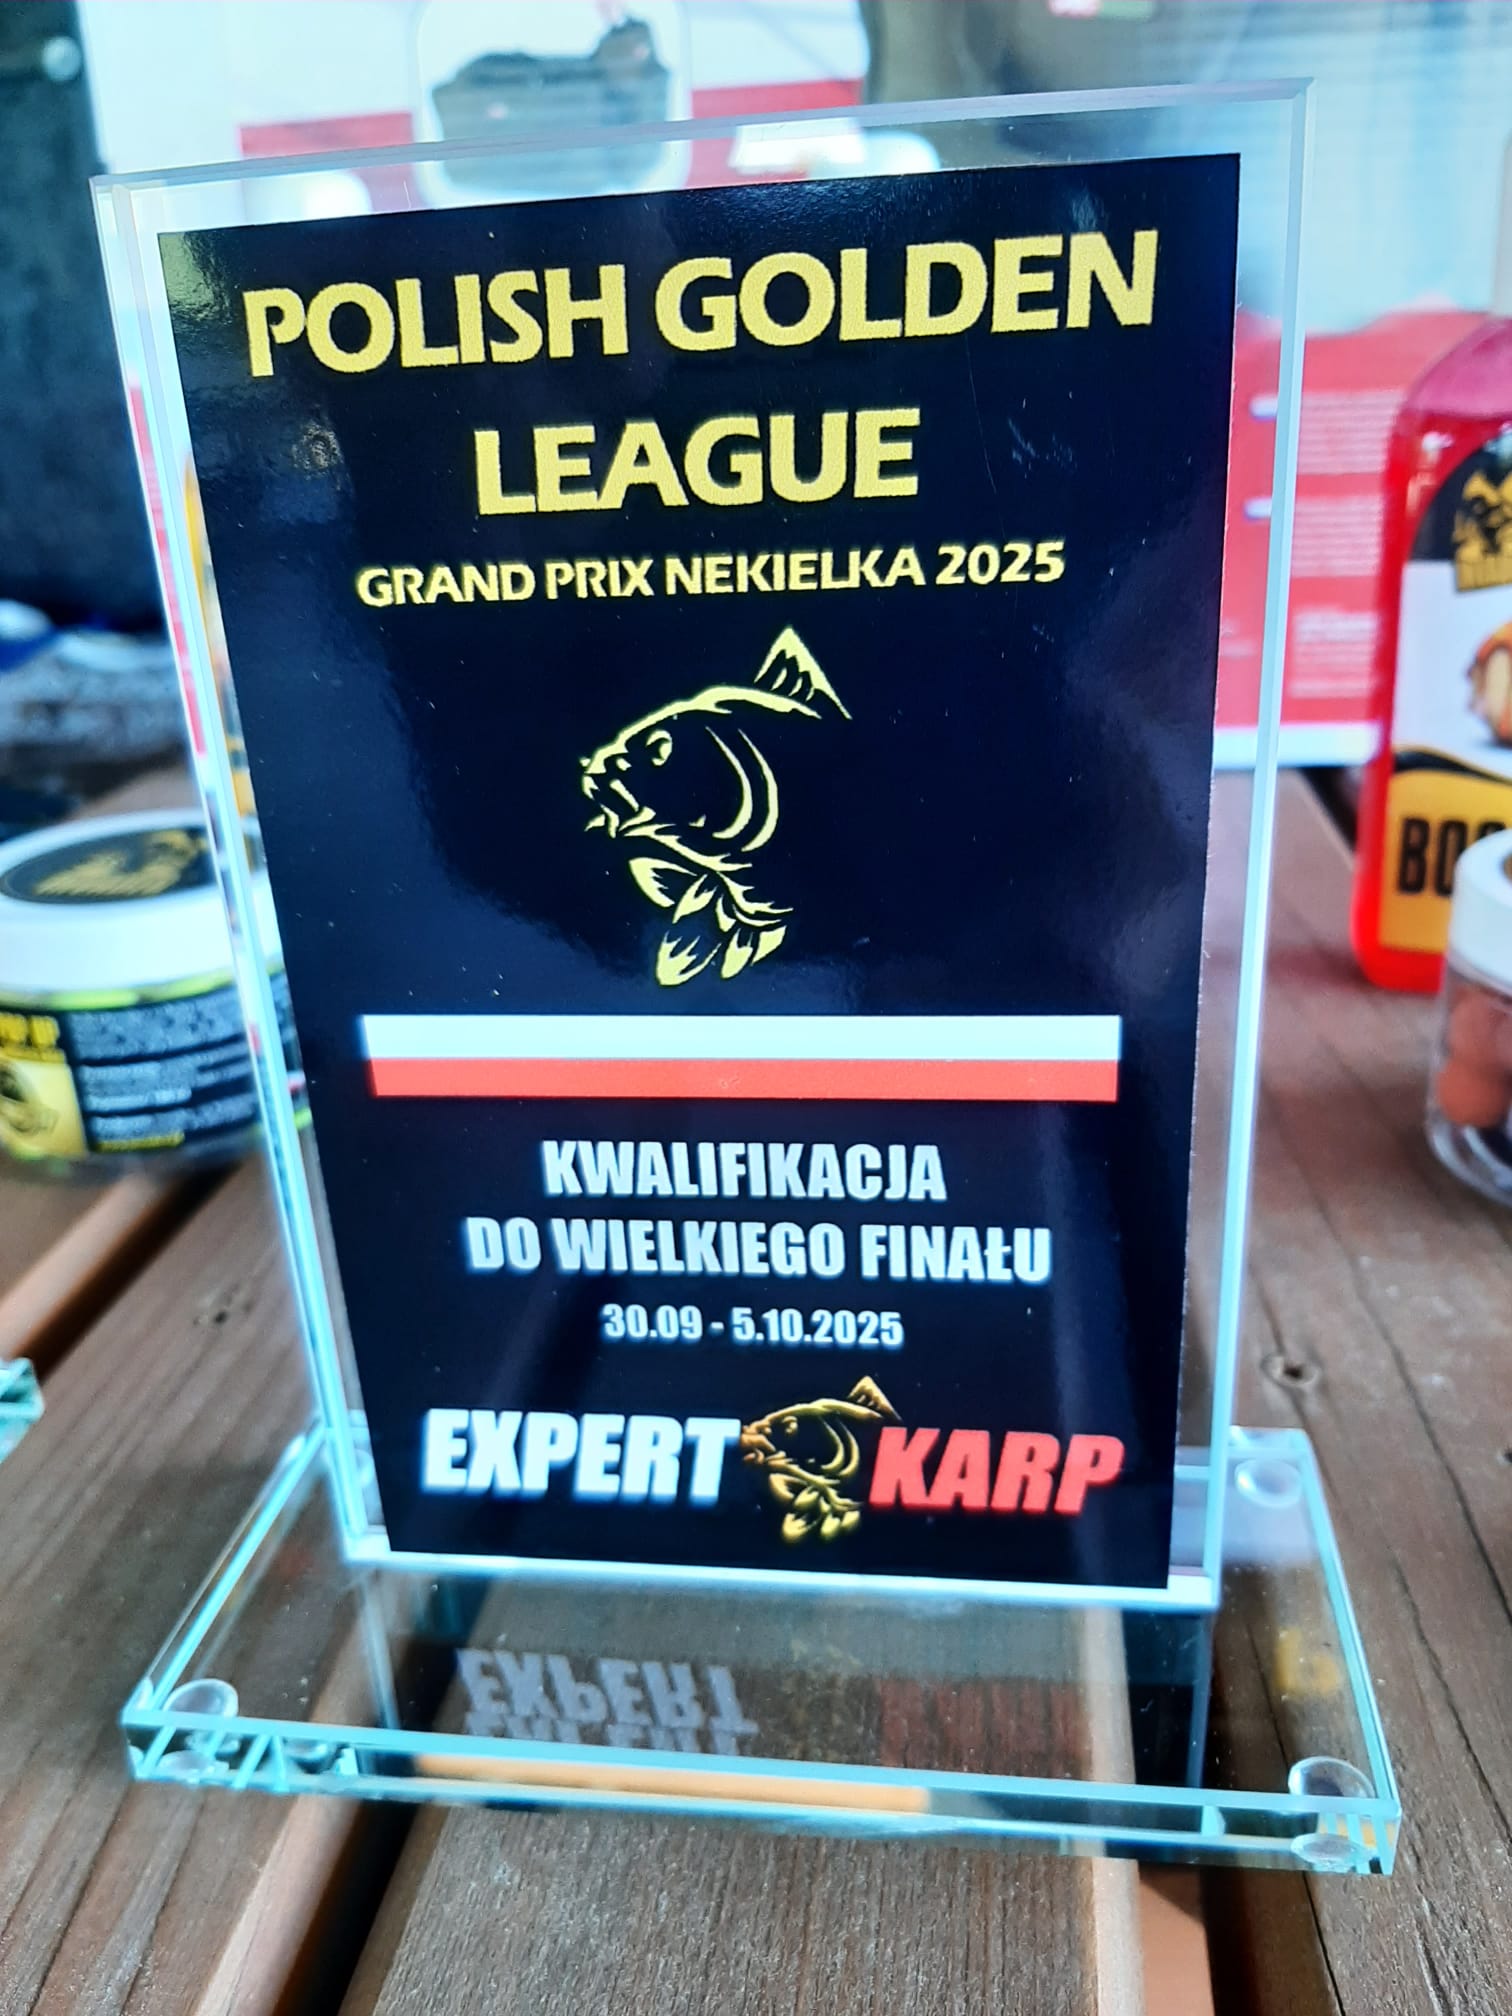 POLISH GOLDEN
LEAGUE
GRAND PRIX NEKIELKA 2025
KWALIFIKACJA
DO WIELKIEGO FINAŁU
30.09 - 5.10.2025
EXPERT KARP